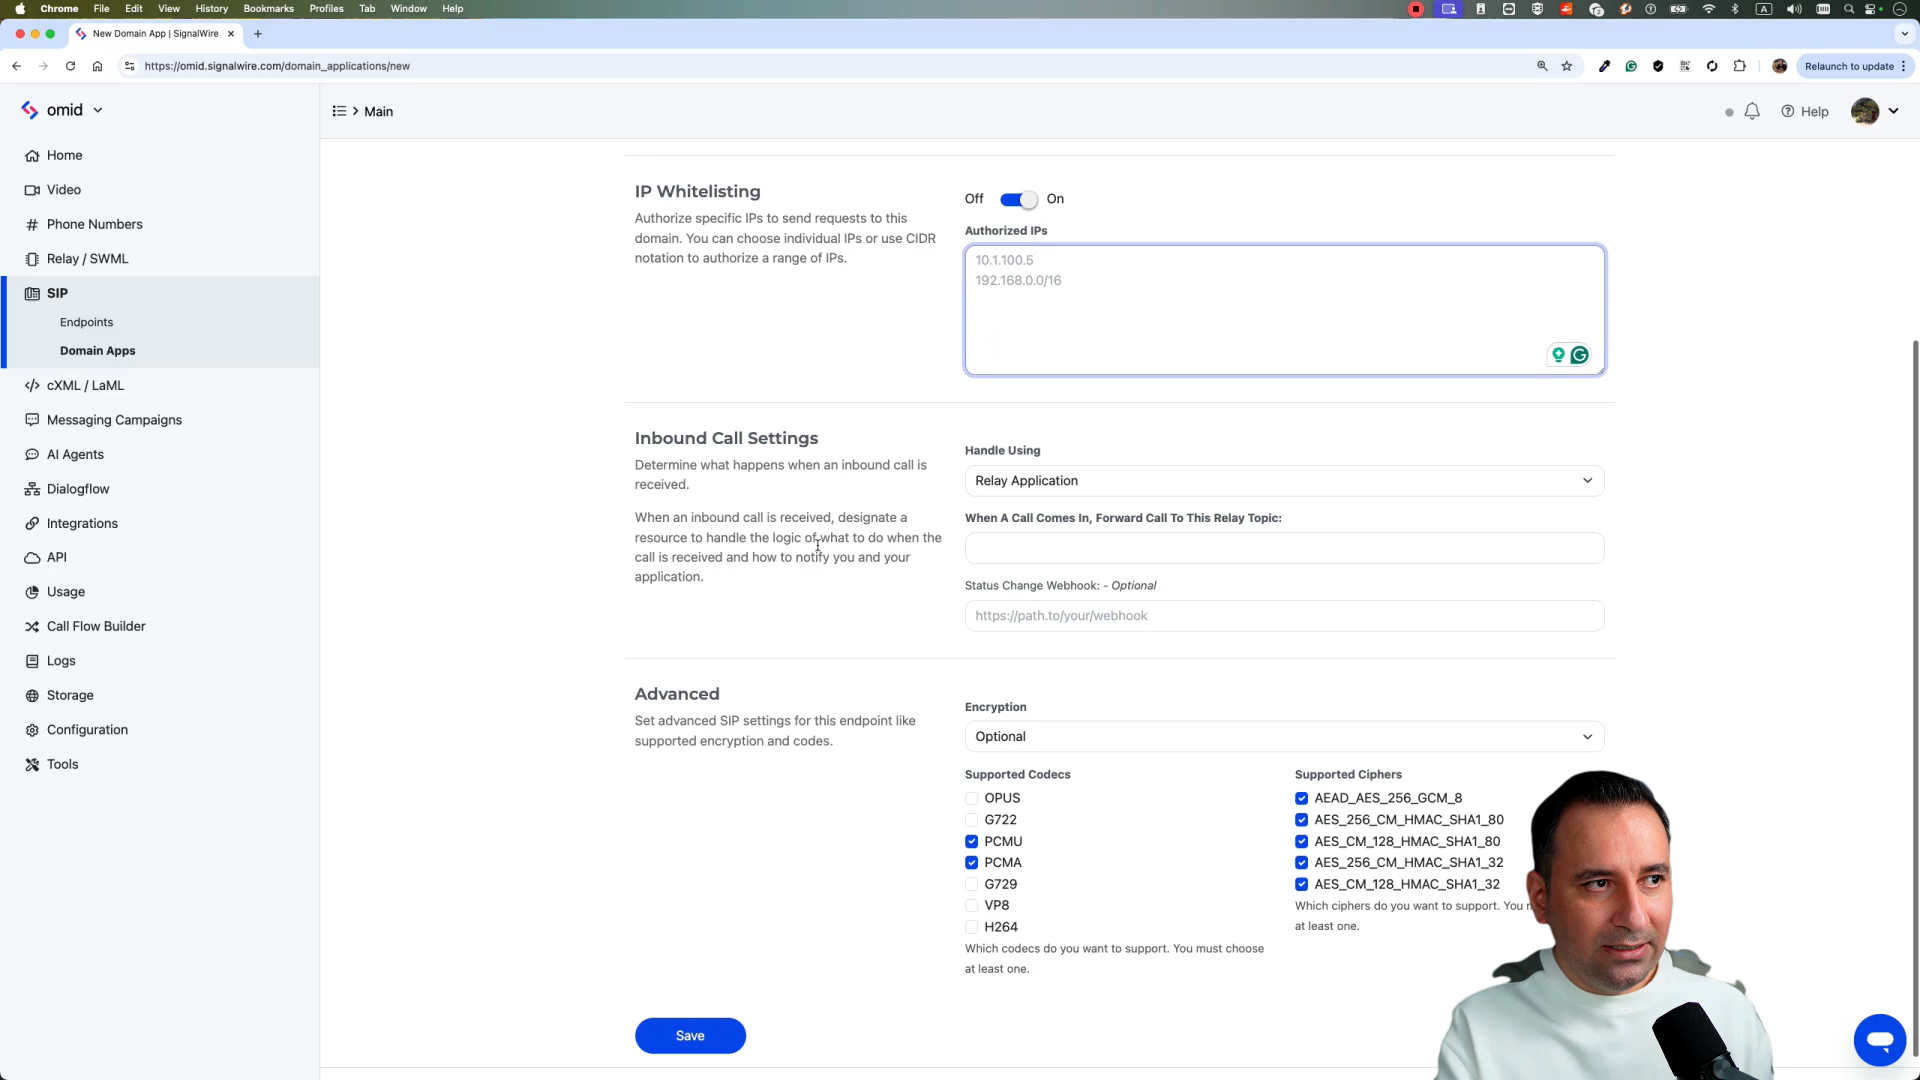 Chrome File Edit View History Bookmarks Profiles Tab Window Help
New Domain App | SignalWire
https://omid.signalwire.com/domain_applications/new
Relaunch to update
omid
Main
Help
Home
Video
Phone Numbers
Relay / SWML
SIP
Endpoints
Domain Apps
cXML / LaML
Messaging Campaigns
AI Agents
Dialogflow
Integrations
API
Usage
Call Flow Builder
Logs
Storage
Configuration
Tools
IP Whitelisting
Authorize specific IPs to send requests to this
domain. You can choose individual IPs or use CIDR
notation to authorize a range of IPs.
Off On
Authorized IPs
10.1.100.5
192.168.0.0/16
Inbound Call Settings
Determine what happens when an inbound call is
received.
When an inbound call is received, designate a
resource to handle the logic of what to do when the
call is received and how to notify you and your
application.
Handle Using
Relay Application
When A Call Comes In, Forward Call To This Relay Topic:
Status Change Webhook: - Optional
https://path.to/your/webhook
Advanced
Set advanced SIP settings for this endpoint like
supported encryption and codes.
Encryption
Optional
Supported Codecs
OPUS
G722
PCMU
PCMA
G729
VP8
H264
Which codecs do you want to support. You must choose
at least one.
Supported Ciphers
AEAD_AES_256_GCM_8
AES_256_CM_HMAC_SHA1_80
AES_CM_128_HMAC_SHA1_80
AES_256_CM_HMAC_SHA1_32
AES_CM_128_HMAC_SHA1_32
Which ciphers do you want to support. You
at least one.
Save